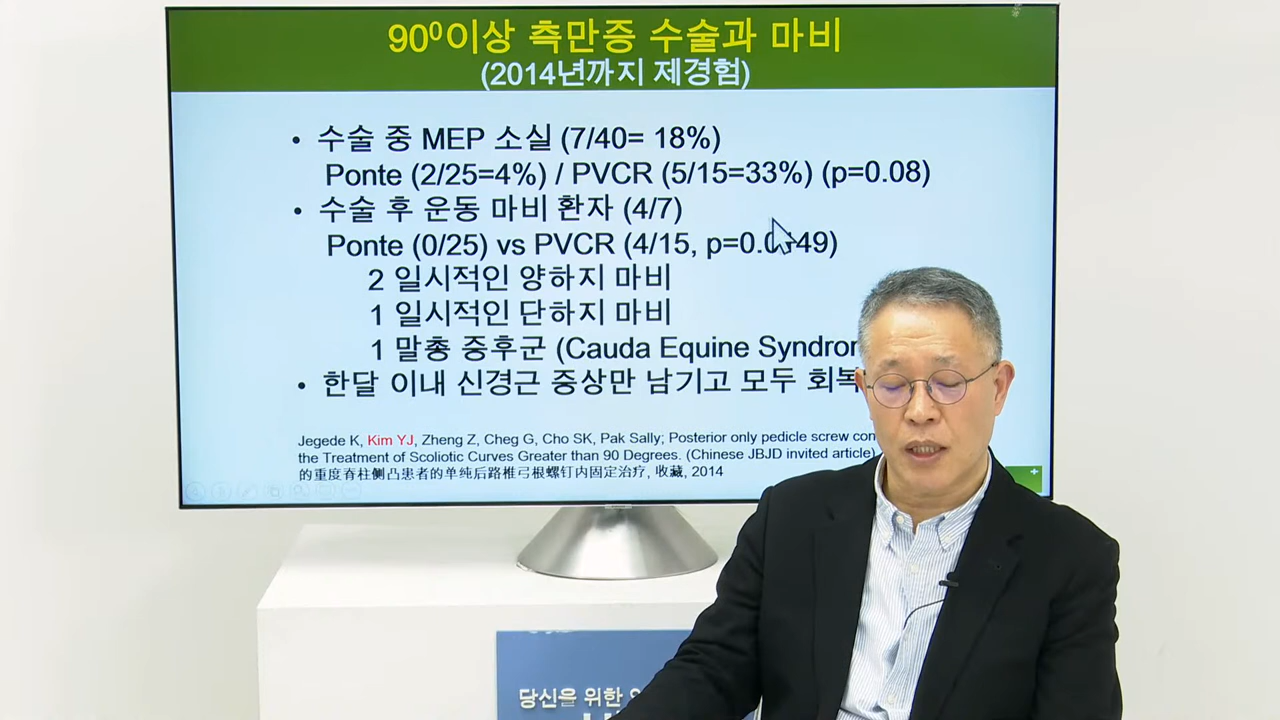 90⁰이상 측만증 수술과 마비
(2014년까지 제경험)
• 수술 중 MEP 소실 (7/40= 18%)
Ponte (2/25=4%) / PVCR (5/15=33%) (p=0.08)
• 수술 후 운동 마비 환자 (4/7)
Ponte (0/25) vs PVCR (4/15,
2 일시적인 양하지 마비
1 일시적인 단하지 마비
1 말총 증후군 (Cauda Equine
• 한달 이내 신경근 증상만 남기고 모두 회복
Jegede K, Kim YJ, Zheng Z, Cheg G, Cho SK, Pak Sally; Posterior only pedicle screw
the Treatment of Scoliotic Curves Greater than 90 Degrees. (Chinese JBJD invited article)
的重度脊柱侧凸患者的单纯后路椎弓根螺钉内固定治疗, 收藏, 2014
당신을 위한